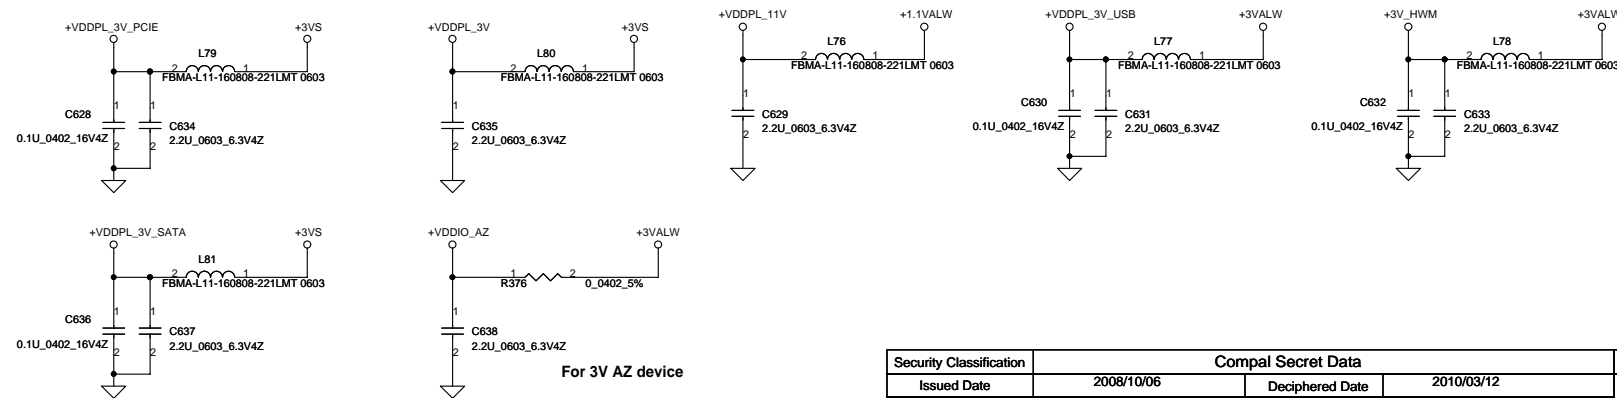 +VDDPL_3V_PCIE
+3VS
L79
2
1
FBMA-L11-160808-221LMT 0603
1
1
C628
C634
0.1U_0402_16V4Z
2
2
2.2U_0603_6.3V4Z
+VDDPL_3V
+3VS
L80
2
1
FBMA-L11-160808-221LMT 0603
1
C635
2
2.2U_0603_6.3V4Z
+VDDPL_11V
+1.1VALW
L76
2
1
FBMA-L11-160808-221LMT 0603
1
C629
2
2.2U_0603_6.3V4Z
+VDDPL_3V_USB
+3VALW
L77
2
1
FBMA-L11-160808-221LMT 0603
1
1
C630
C631
0.1U_0402_16V4Z
2
2
2.2U_0603_6.3V4Z
+3V_HWM
+3VALW
L78
2
1
FBMA-L11-160808-221LMT 0603
1
1
C632
C633
0.1U_0402_16V4Z
2
2
2.2U_0603_6.3V4Z
+VDDPL_3V_SATA
+3VS
L81
2
1
FBMA-L11-160808-221LMT 0603
1
1
C636
C637
0.1U_0402_16V4Z
2
2
2.2U_0603_6.3V4Z
+VDDIO_AZ
+3VALW
1
2
R376
0_0402_5%
1
C638
2
2.2U_0603_6.3V4Z
For 3V AZ device
Security Classification
Compal Secret Data
Issued Date
2008/10/06
Deciphered Date
2010/03/12